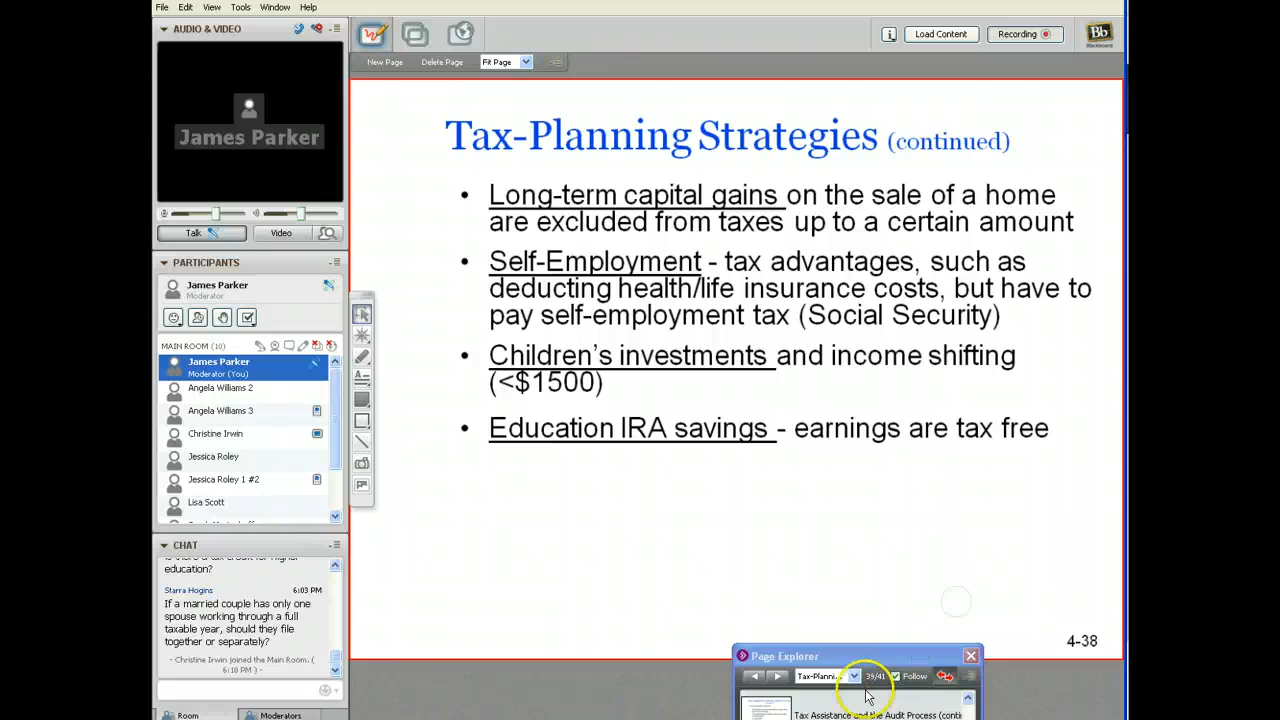 File Edit View Tools Window Help
AUDIO & VIDEO
James Parker
Talk Video
PARTICIPANTS
James Parker
Moderator
MAIN ROOM (10)
James Parker
Moderator (You)
Angela Williams 2
Angela Williams 3
Christine Irwin
Jessica Roley
Jessica Roley 1 #2
Lisa Scott
CHAT
education?
Starra Hogins 6:03 PM
If a married couple has only one
spouse working through a full
taxable year, should they file
together or separately?
- Christine Irwin joined the Main Room. (
6:10 PM ) -
Room Moderators
Load Content Recording
Bb
Blackboard
New Page Delete Page Fit Page
Tax-Planning Strategies (continued)
• Long-term capital gains on the sale of a home
are excluded from taxes up to a certain amount
• Self-Employment - tax advantages, such as
deducting health/life insurance costs, but have to
pay self-employment tax (Social Security)
• Children's investments and income shifting
(<$1500)
• Education IRA savings - earnings are tax free
4-38
Page Explorer
Tax-Planni... 39/41 Follow
Tax Assistance and the Audit Process (conti